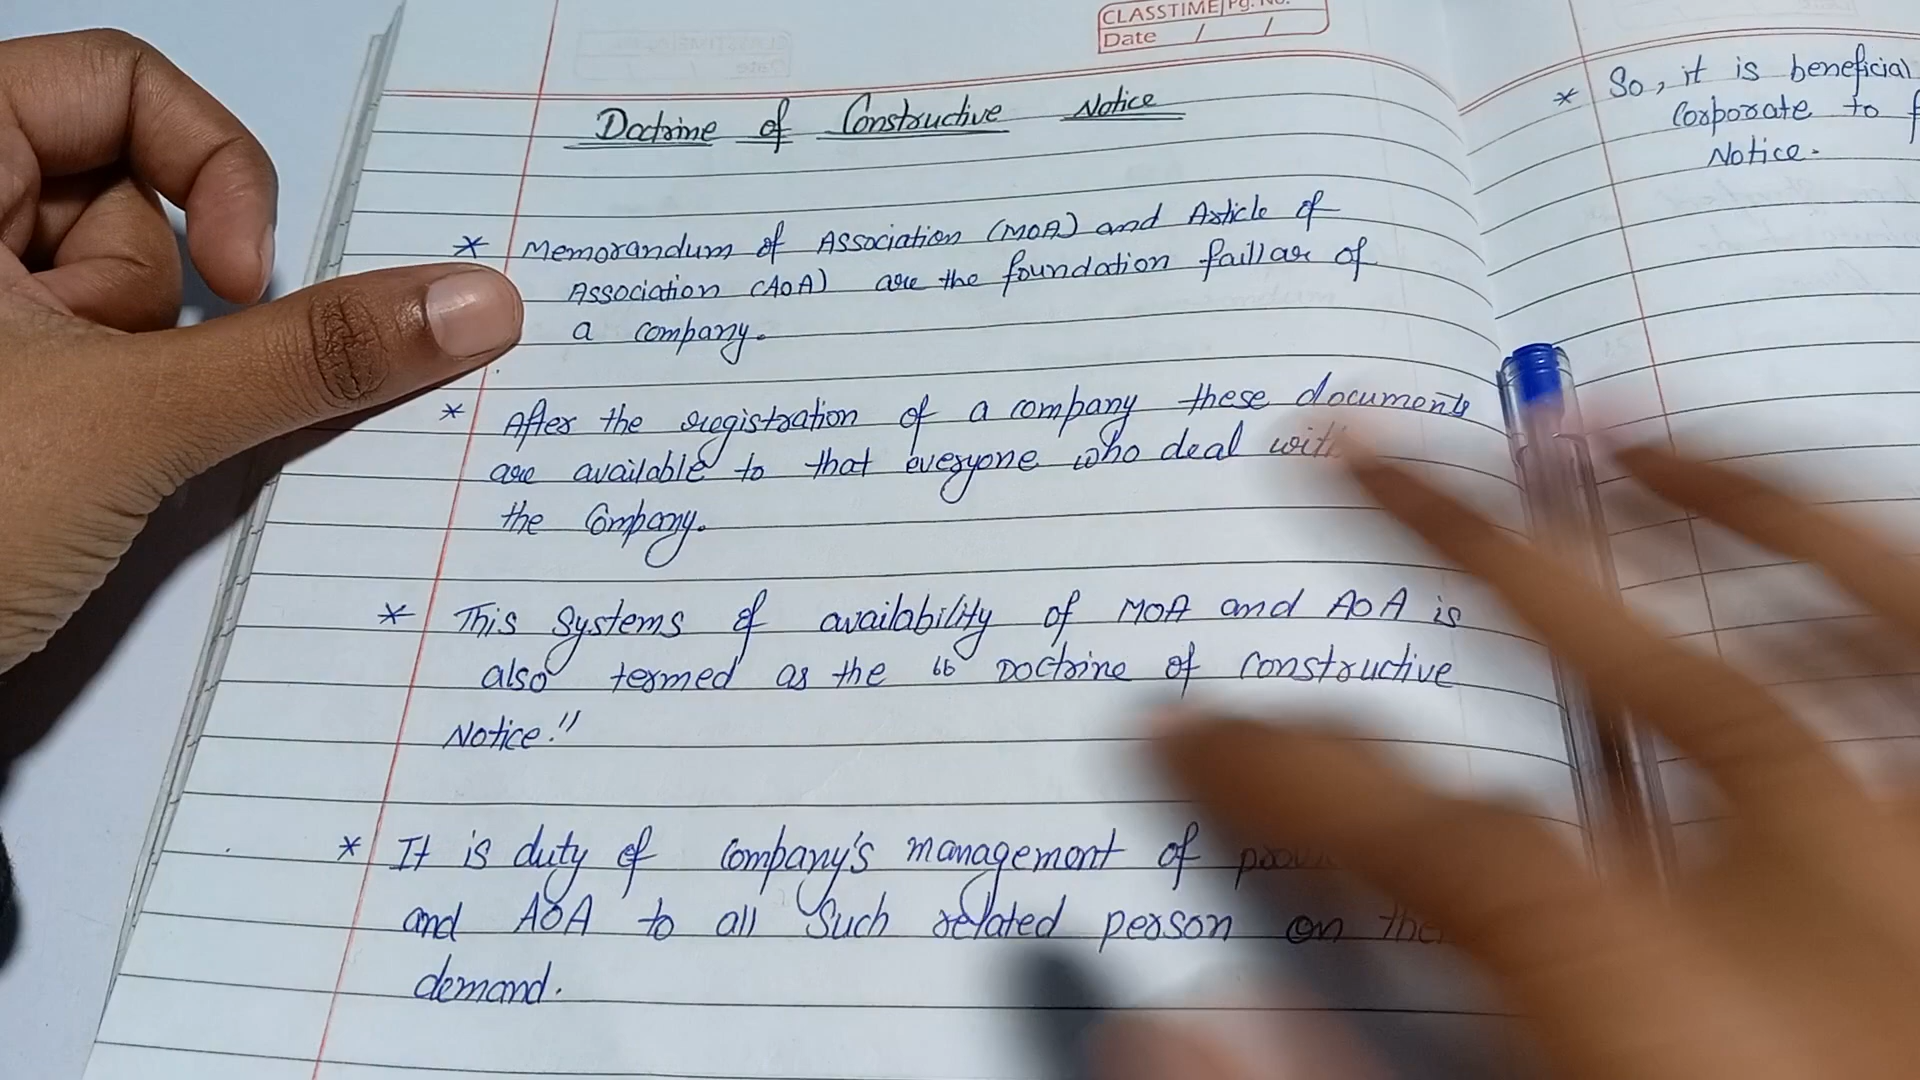 CLASSTIME Pg. No.
Date / /
Doctrine of Constructive Notice
* Memorandum of Association (MOA) and Article of
Association (AOA) are the foundation faillar of
a company.
* After the registration of a company these documents
are available to that everyone who deal with
the Company.
* This Systems of availability of MOA and AOA is
also termed as the “ Doctrine of Constructive
Notice."
* It is duty of Company's management of
and AOA to all Such related person on
demand.
* So, it is beneficial
Corporate to
Notice.